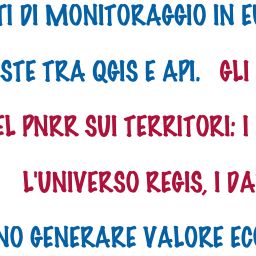 TI DI MONITORAGGIO IN E
STE TRA QGIS E API. GLI
EL PNRR SUI TERRITORI: I
L'UNIVERSO REGIS, I DA
NO GENERARE VALORE ECO